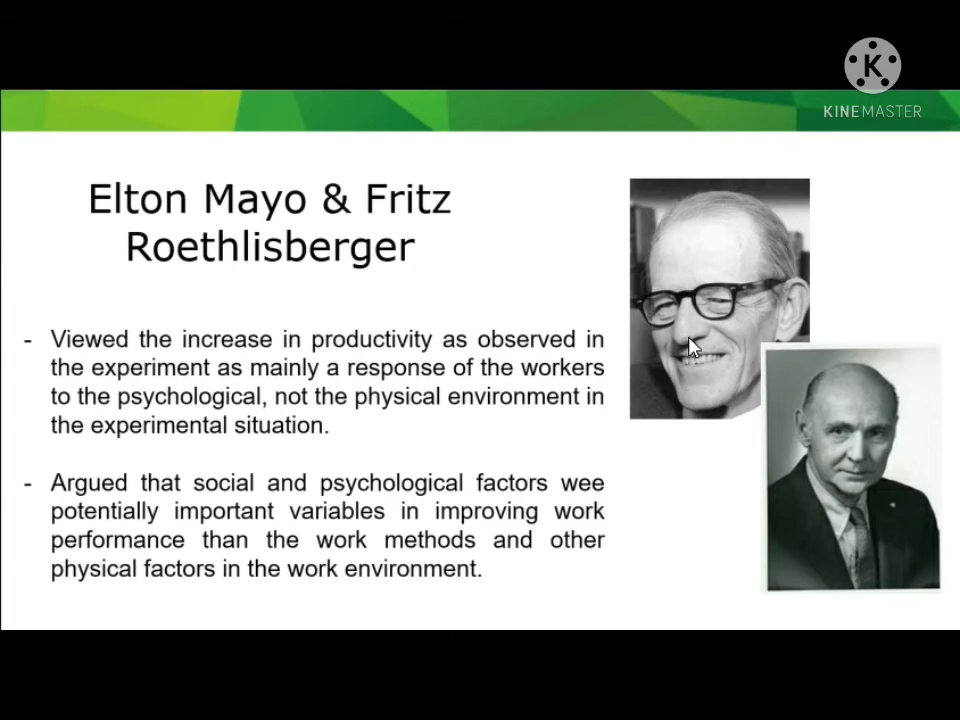 K
KINEMASTER
Elton Mayo & Fritz
Roethlisberger
- Viewed the increase in productivity as observed in
the experiment as mainly a response of the workers
to the psychological, not the physical environment in
the experimental situation.
- Argued that social and psychological factors wee
potentially important variables in improving work
performance than the work methods and other
physical factors in the work environment.